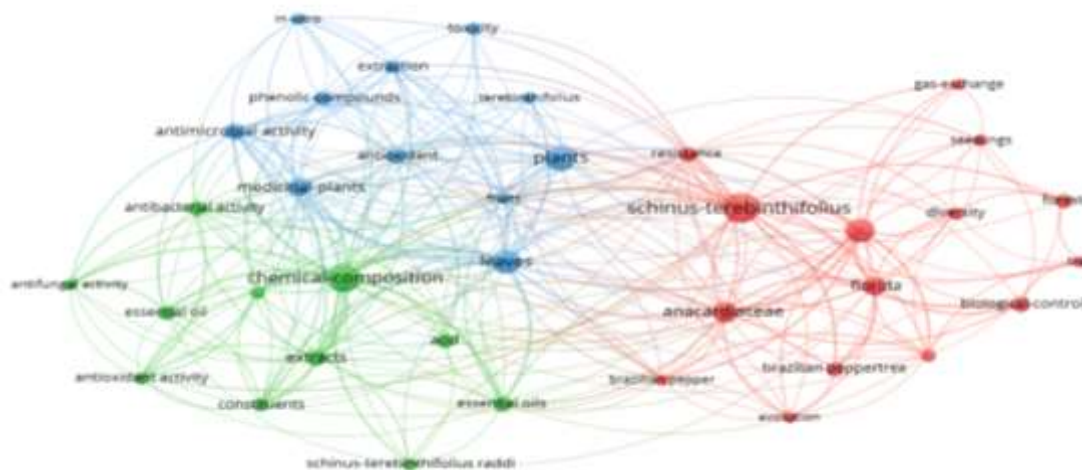 in-vitro
toxicity
extraction
gas-exchange
phenolic-compounds
terebinthifolius
antimicrobial activity
seedlings
antioxidant
plants
resistance
medicinal-plants
antibacterial activity
schinus-terebinthifolius
diversity
leaves
chemical-composition
antifungal activity
florida
essential oil
biological-control
anacardiaceae
acid
extracts
brazilian-peppertree
antioxidant activity
brazilian-pepper
constituents
essential oils
evolution
schinus-terebinthifolius raddi